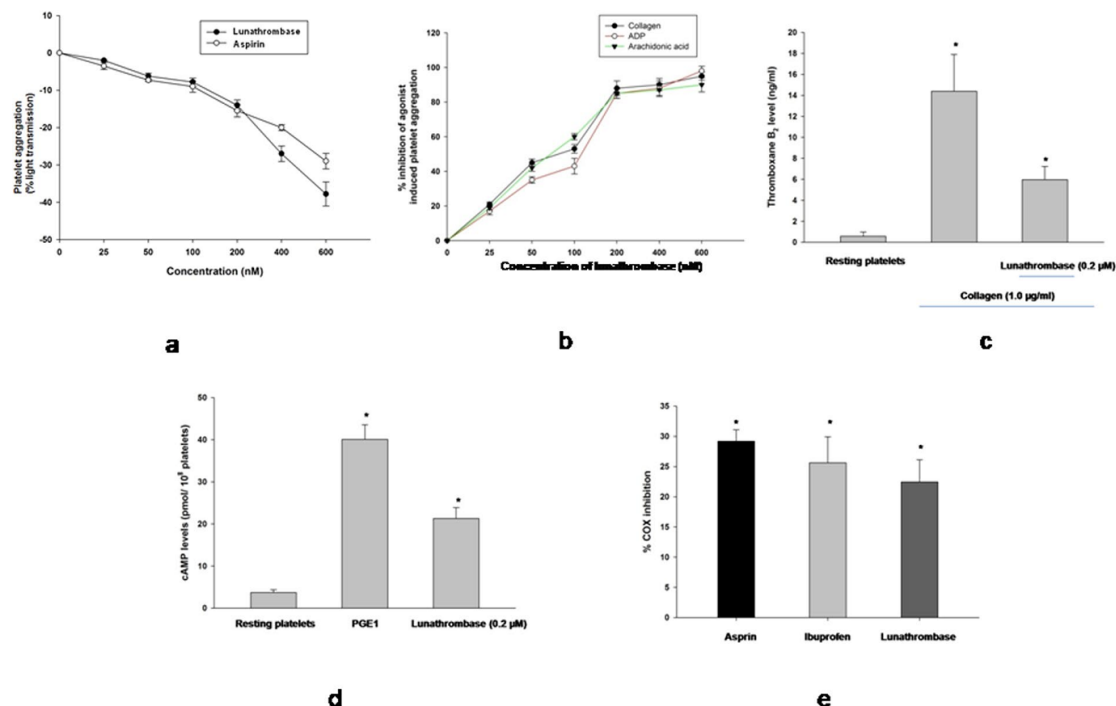 10
0
-10
-20
-30
-40
-50
Platelet aggregation
(% light transmission)
Lunathrombase
Aspirin
0 25 50 100 200 400 600
Concentration (nM)
a
120
100
80
60
40
20
0
% inhibition of agonist
induced platelet aggregation
Collagen
ADP
Arachidonic acid
0 25 50 100 200 400 600
Concentration of lunathrombase (nM)
b
20
18
16
14
12
10
8
6
4
2
0
Thromboxane B2 level (ng/ml)
*
*
Resting platelets
Lunathrombase (0.2 µM)
Collagen (1.0 µg/ml)
c
50
40
30
20
10
0
cAMP levels (pmol/ 10⁸ platelets)
*
*
Resting platelets PGE1 Lunathrombase (0.2 µM)
d
35
30
25
20
15
10
5
0
% COX inhibition
* * *
Asprin Ibuprofen Lunathrombase
e